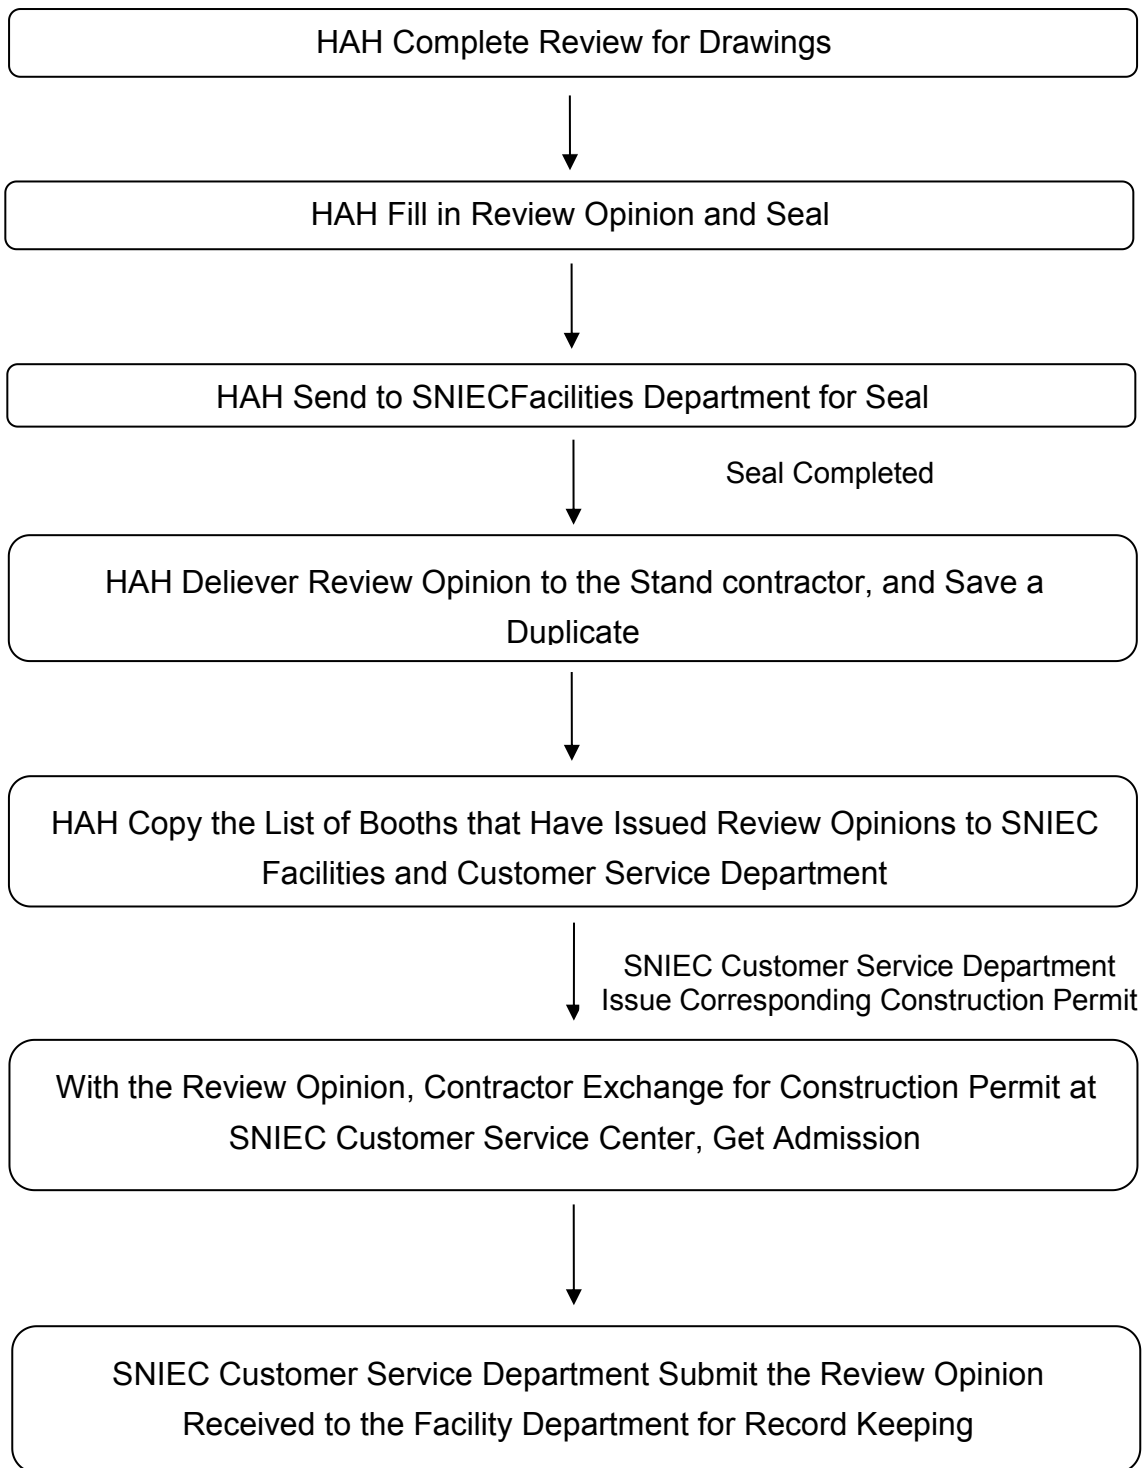 HAH Complete Review for Drawings
HAH Fill in Review Opinion and Seal
HAH Send to SNIECFacilities Department for Seal
Seal Completed
HAH Deliever Review Opinion to the Stand contractor, and Save a
Duplicate
HAH Copy the List of Booths that Have Issued Review Opinions to SNIEC
Facilities and Customer Service Department
SNIEC Customer Service Department
Issue Corresponding Construction Permit
With the Review Opinion, Contractor Exchange for Construction Permit at
SNIEC Customer Service Center, Get Admission
SNIEC Customer Service Department Submit the Review Opinion
Received to the Facility Department for Record Keeping